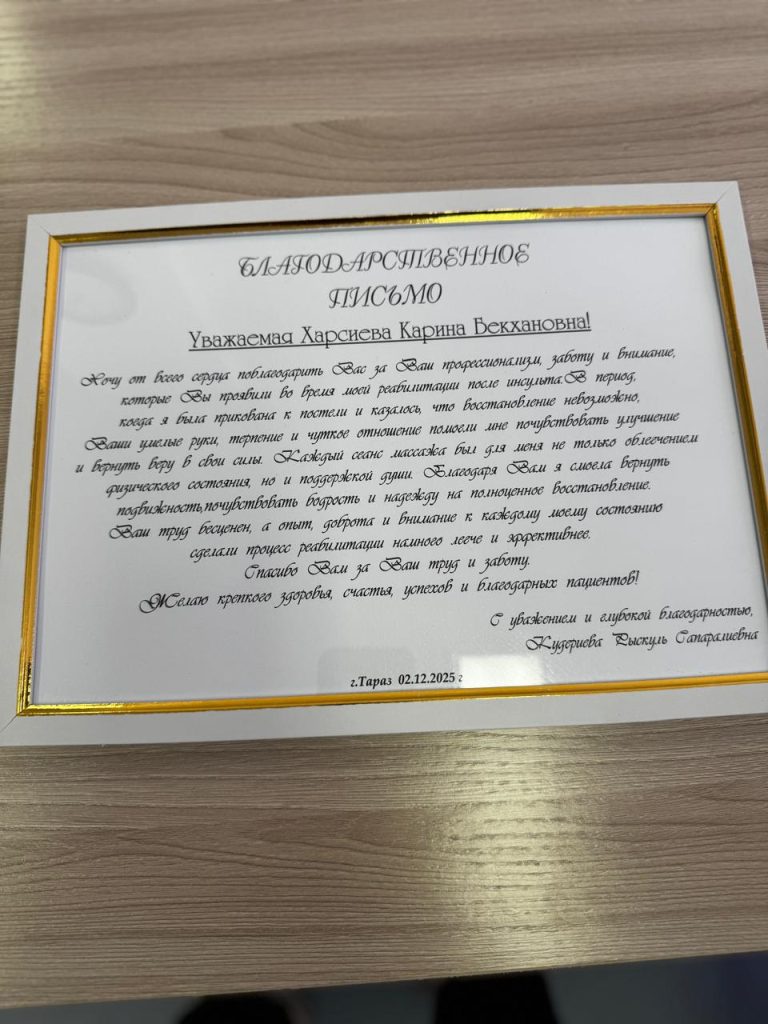 БЛАГОДАРСТВЕННОЕ
ПИСЬМО
Уважаемая Харсиева Карина Бекхановна!
Хочу от всего сердца поблагодарить Вас за Ваш профессионализм, заботу и внимание,
которые Вы проявили во время моей реабилитации после инсульта.В период,
когда я была прикована к постели и казалось, что восстановление невозможно,
Ваши умелые руки, терпение и чуткое отношение помогли мне почувствовать улучшение
и вернуть веру в свои силы. Каждый сеанс массажа был для меня не только облегчением
физического состояния, но и поддержкой души. Благодаря Вам я смогла вернуть
подвижность,почувствовать бодрость и надежду на полноценное восстановление.
Ваш труд бесценен, а опыт, доброта и внимание к каждому моему состоянию
сделали процесс реабилитации намного легче и эффективнее.
Спасибо Вам за Ваш труд и заботу.
Желаю крепкого здоровья, счастья, успехов и благодарных пациентов!
С уважением и глубокой благодарностью,
Кудериева Рыскуль Сапаралиевна
г.Тараз 02.12.2025 г